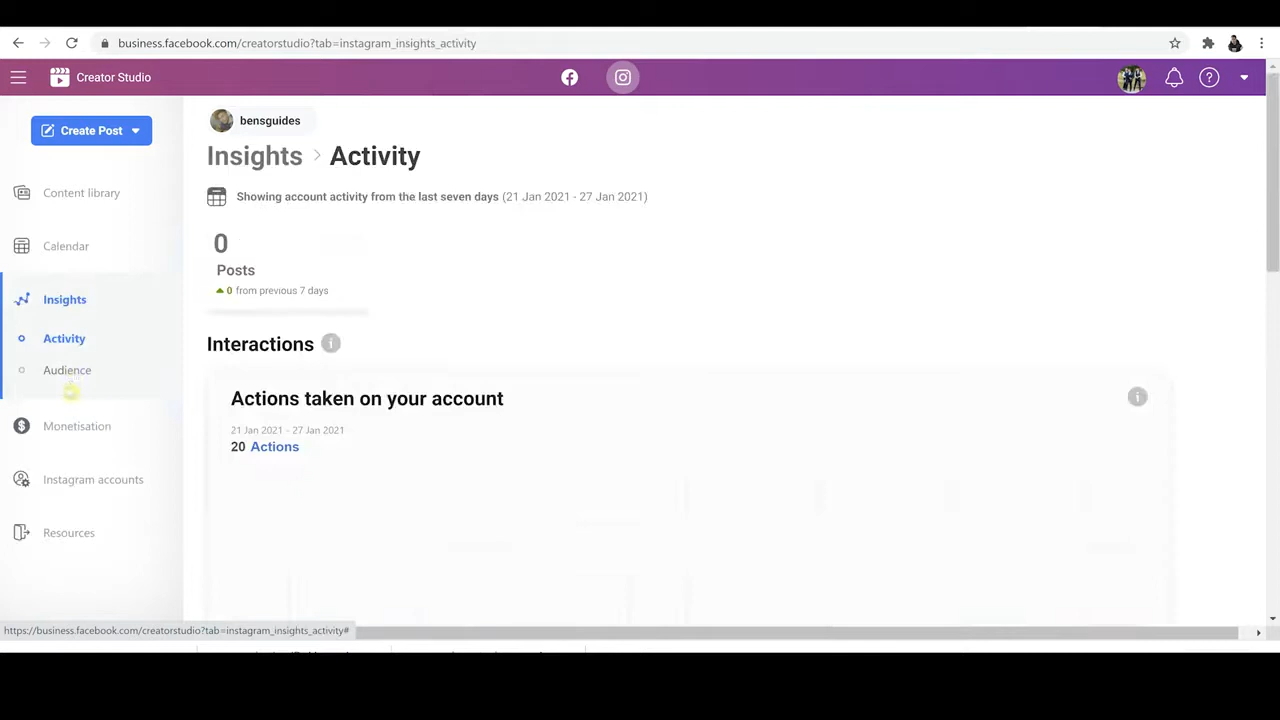 business.facebook.com/creatorstudio?tab=instagram_insights_activity
Creator Studio
Create Post
Content library
Calendar
Insights
Activity
Audience
Monetisation
Instagram accounts
Resources
bensguides
Insights > Activity
Showing account activity from the last seven days (21 Jan 2021 - 27 Jan 2021)
0
Posts
0 from previous 7 days
Interactions
Actions taken on your account
21 Jan 2021 - 27 Jan 2021
20 Actions
https://business.facebook.com/creatorstudio?tab=instagram_insights_activity#